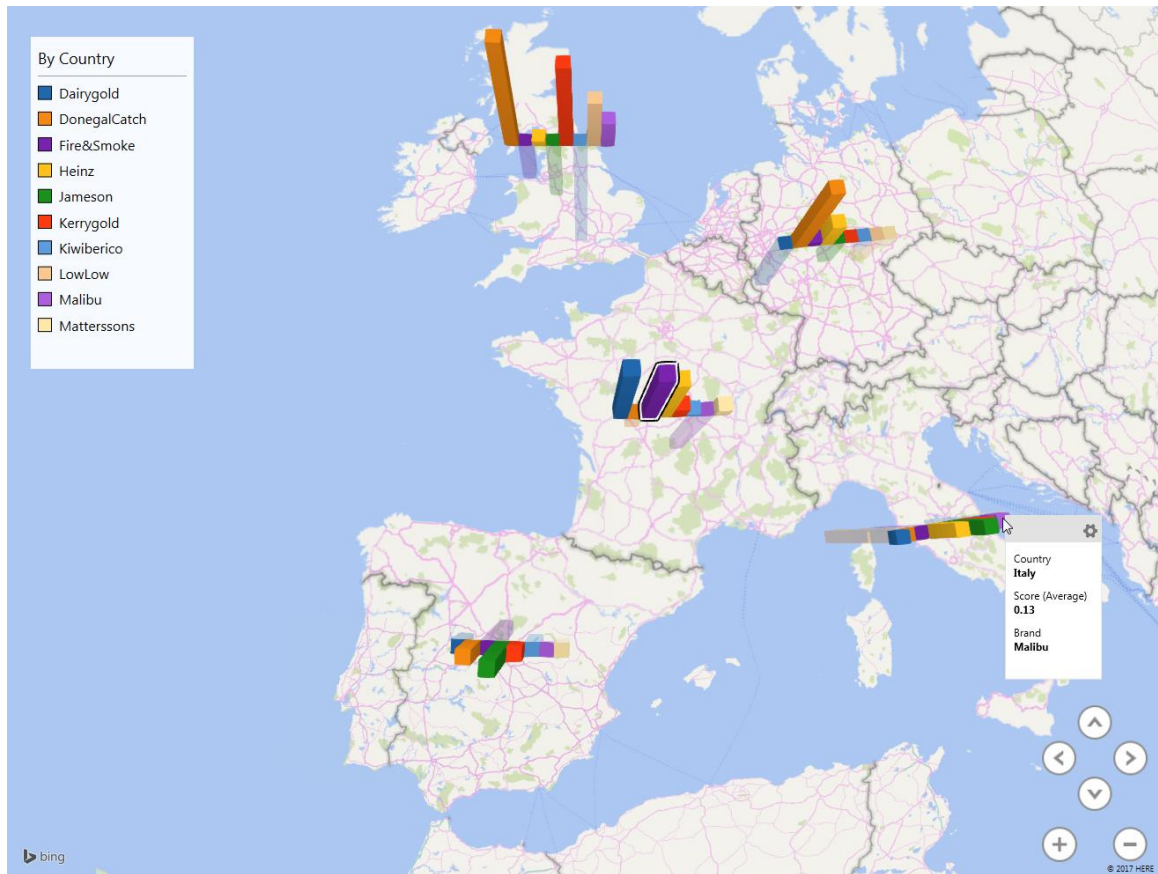 By Country
Dairygold
DonegalCatch
Fire&Smoke
Heinz
Jameson
Kerrygold
Kiwiberico
LowLow
Malibu
Matterssons
Country
Italy
Score (Average)
0.13
Brand
Malibu
bing
© 2017 HERE